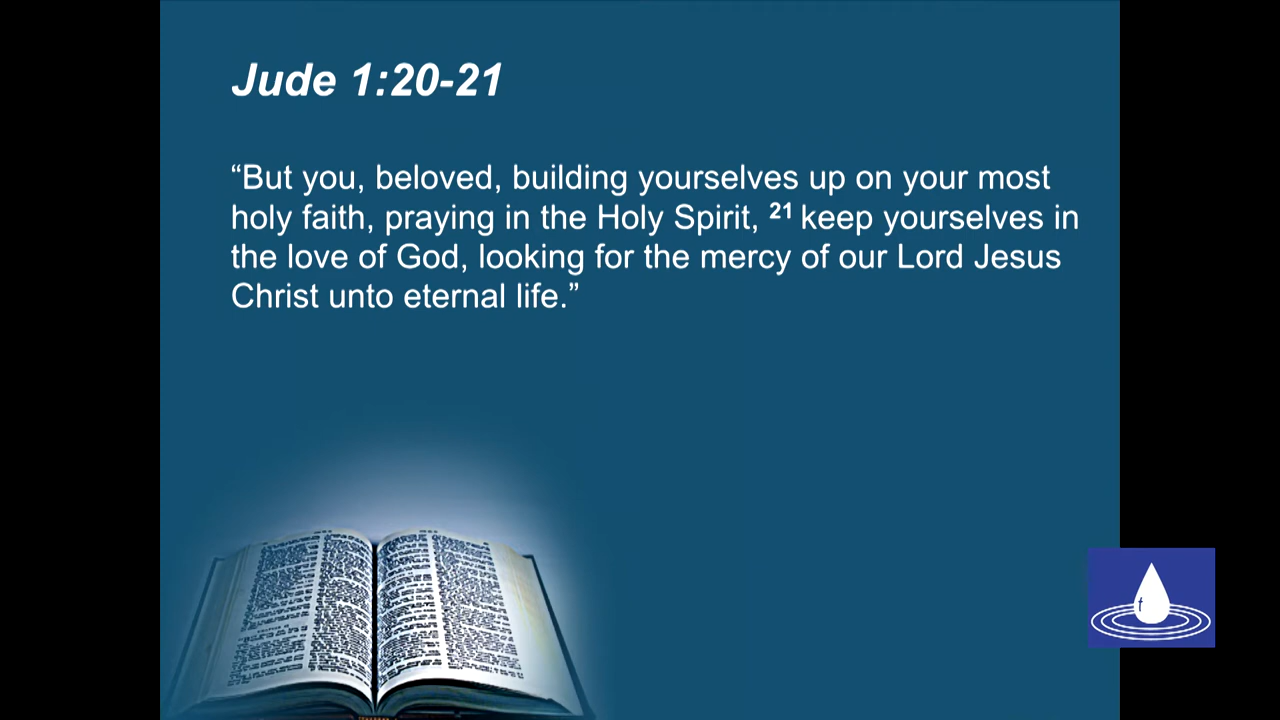 Jude 1:20-21
“But you, beloved, building yourselves up on your most
holy faith, praying in the Holy Spirit, 21 keep yourselves in
the love of God, looking for the mercy of our Lord Jesus
Christ unto eternal life.”
t